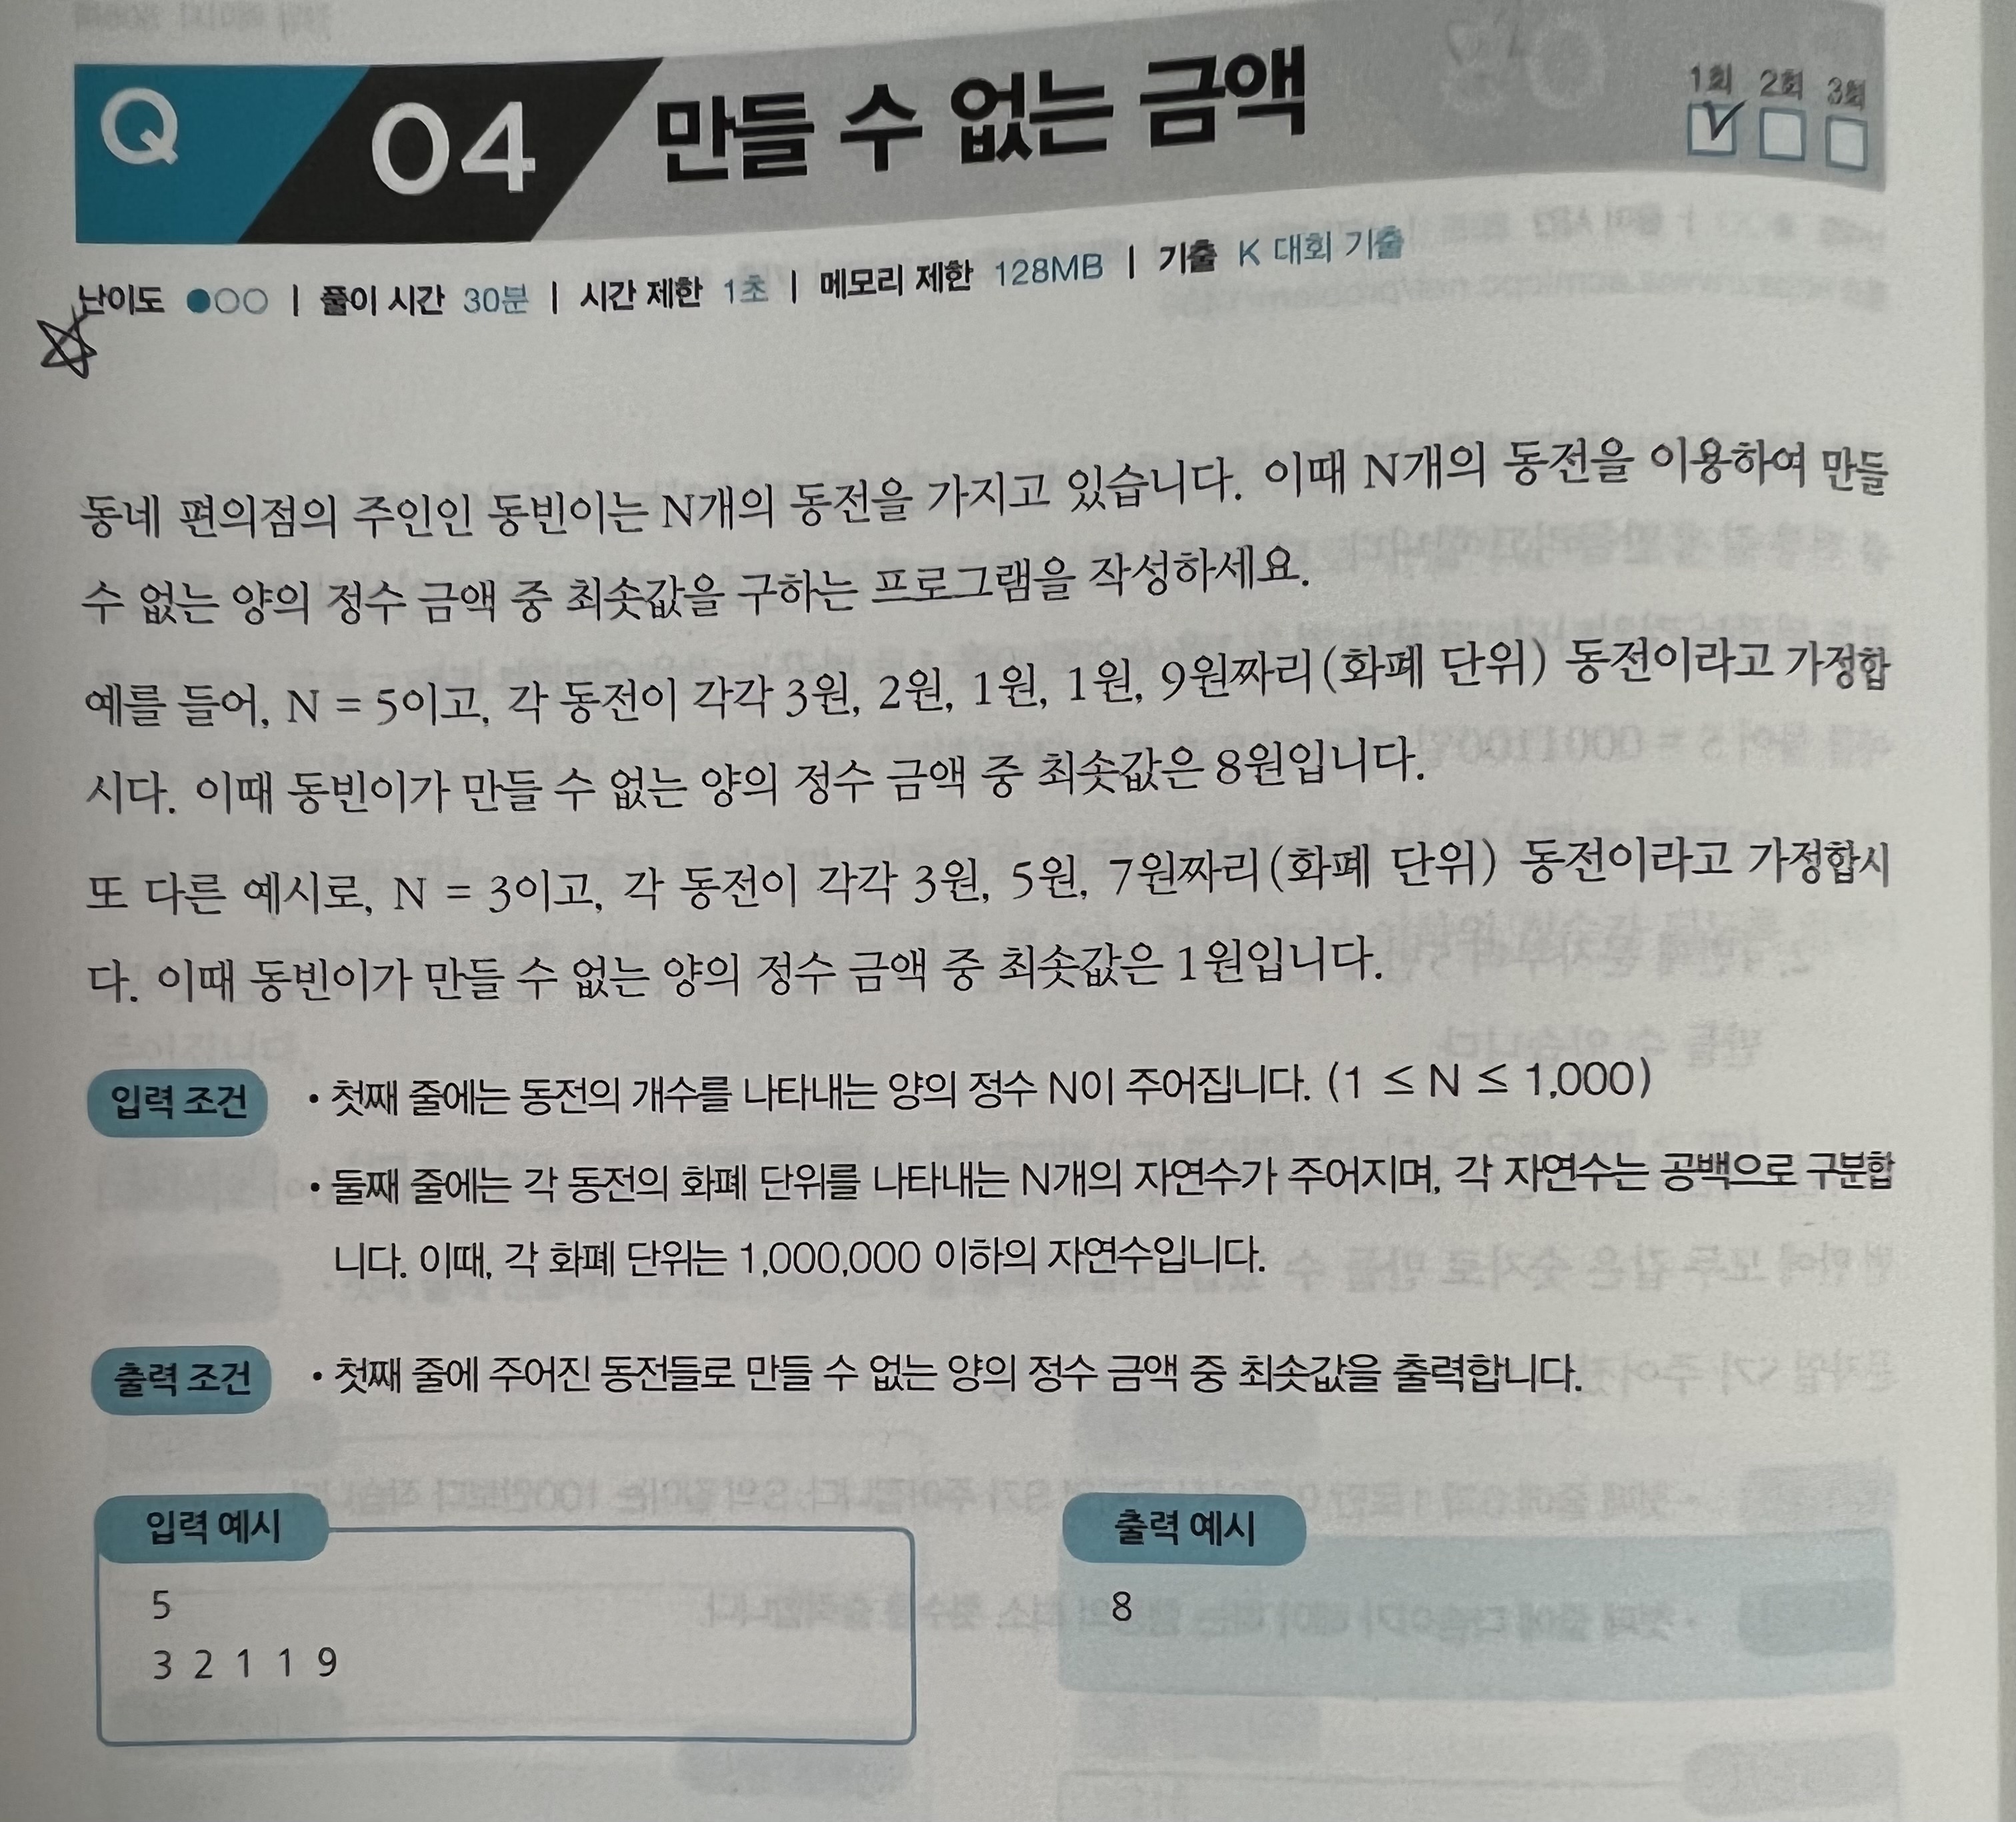 Q 04 만들 수 없는 금액 1회 2회 3회
난이도 ●○○ | 풀이 시간 30분 | 시간 제한 1초 | 메모리 제한 128MB | 기출 K 대회 기출
동네 편의점의 주인인 동빈이는 N개의 동전을 가지고 있습니다. 이때 N개의 동전을 이용하여 만들
수 없는 양의 정수 금액 중 최솟값을 구하는 프로그램을 작성하세요.
예를 들어, N = 5이고, 각 동전이 각각 3원, 2원, 1원, 1원, 9원짜리(화폐 단위) 동전이라고 가정합
시다. 이때 동빈이가 만들 수 없는 양의 정수 금액 중 최솟값은 8원입니다.
또 다른 예시로, N = 3이고, 각 동전이 각각 3원, 5원, 7원짜리(화폐 단위) 동전이라고 가정합시
다. 이때 동빈이가 만들 수 없는 양의 정수 금액 중 최솟값은 1원입니다.
입력 조건 • 첫째 줄에는 동전의 개수를 나타내는 양의 정수 N이 주어집니다. (1 ≤ N ≤ 1,000)
• 둘째 줄에는 각 동전의 화폐 단위를 나타내는 N개의 자연수가 주어지며, 각 자연수는 공백으로 구분합
니다. 이때, 각 화폐 단위는 1,000,000 이하의 자연수입니다.
출력 조건 • 첫째 줄에 주어진 동전들로 만들 수 없는 양의 정수 금액 중 최솟값을 출력합니다.
입력 예시
5
3 2 1 1 9
출력 예시
8